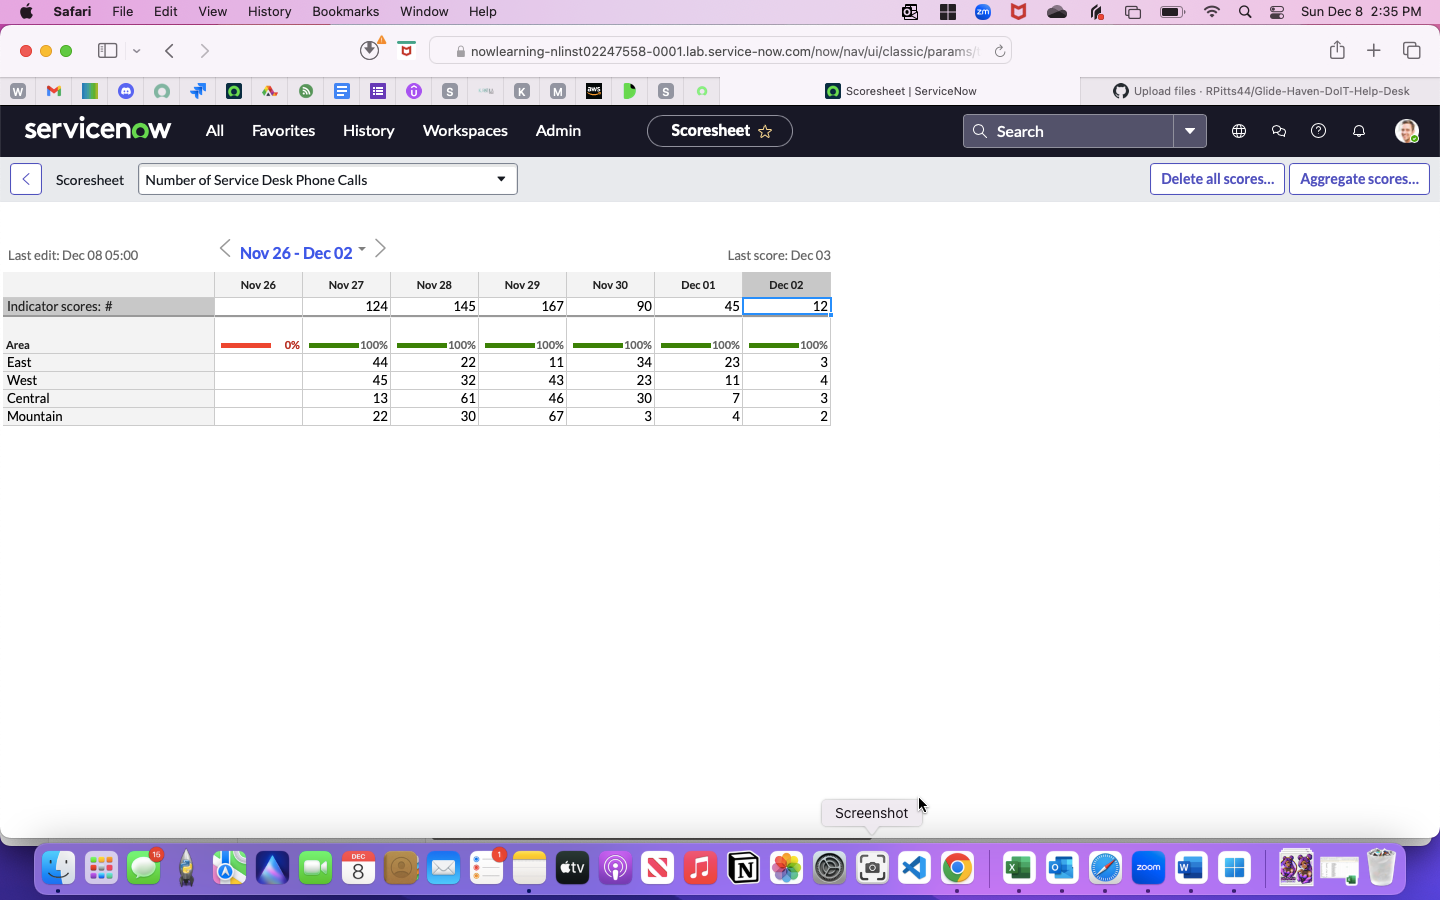 Safari File Edit View History Bookmarks Window Help zm Sun Dec 8 2:35 PM
nowlearning-nlinst02247558-0001.lab.service-now.com/now/nav/ui/classic/params/
W S K M aws S Scoresheet | ServiceNow Upload files · RPitts44/Glide-Haven-DoIT-Help-Desk
servicenow All Favorites History Workspaces Admin Scoresheet Search
Scoresheet Number of Service Desk Phone Calls Delete all scores... Aggregate scores...
Last edit: Dec 08 05:00 Nov 26 - Dec 02 Last score: Dec 03
Nov 26 Nov 27 Nov 28 Nov 29 Nov 30 Dec 01 Dec 02
Indicator scores: # 124 145 167 90 45 12
Area 0% 100% 100% 100% 100% 100% 100%
East 44 22 11 34 23 3
West 45 32 43 23 11 4
Central 13 61 46 30 7 3
Mountain 22 30 67 3 4 2
Screenshot
15 DEC 8 1 tv zoom